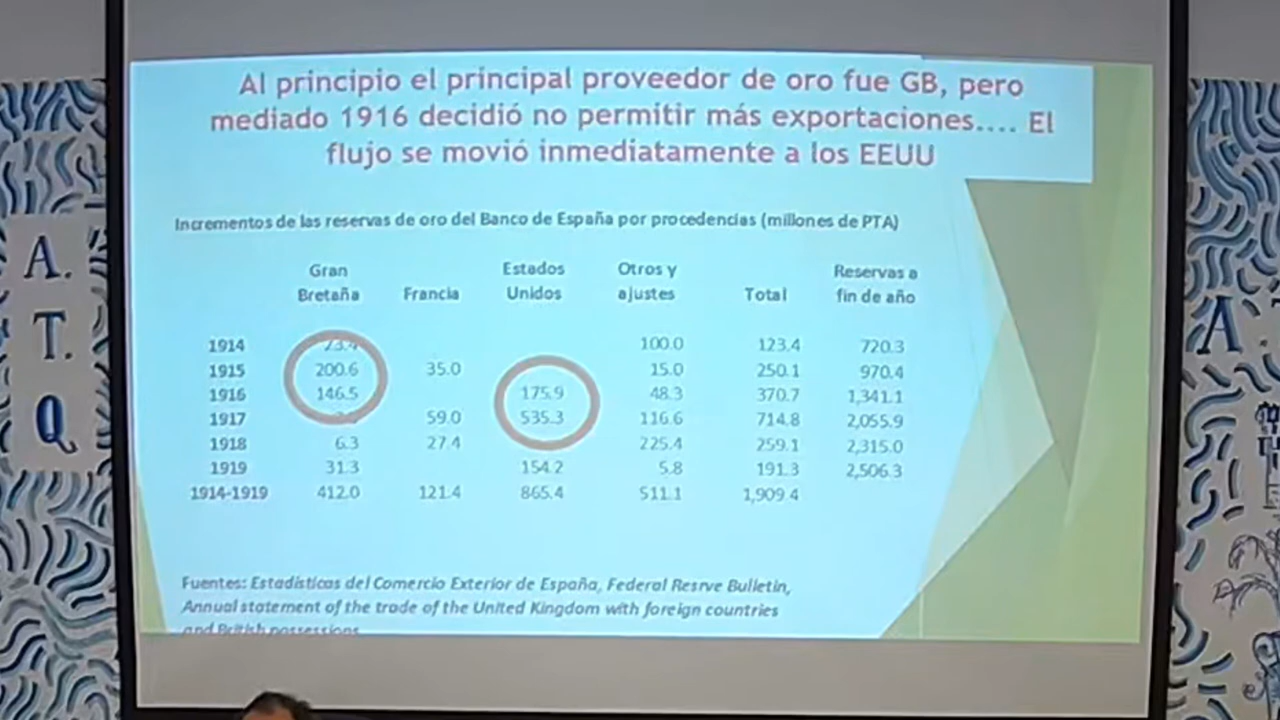 Al principio el principal proveedor de oro fue GB, pero
mediado 1916 decidió no permitir más exportaciones.... El
flujo se movió inmediatamente a los EEUU
Incrementos de las reservas de oro del Banco de España por procedencias (millones de PTA)
Gran Bretaña Francia Estados Unidos Otros y ajustes Total Reservas a fin de año
1914 100.0 123.4 720.3
1915 200.6 35.0 15.0 250.1 970.4
1916 146.5 175.9 48.3 370.7 1,341.1
1917 59.0 535.3 116.6 714.8 2,055.9
1918 6.3 27.4 225.4 259.1 2,315.0
1919 31.3 154.2 5.8 191.3 2,506.3
1914-1919 412.0 121.4 865.4 511.1 1,909.4
Fuentes: Estadísticas del Comercio Exterior de España, Federal Resrve Bulletin,
Annual statement of the trade of the United Kingdom with foreign countries
and British possessions
A.
T.
Q
A.